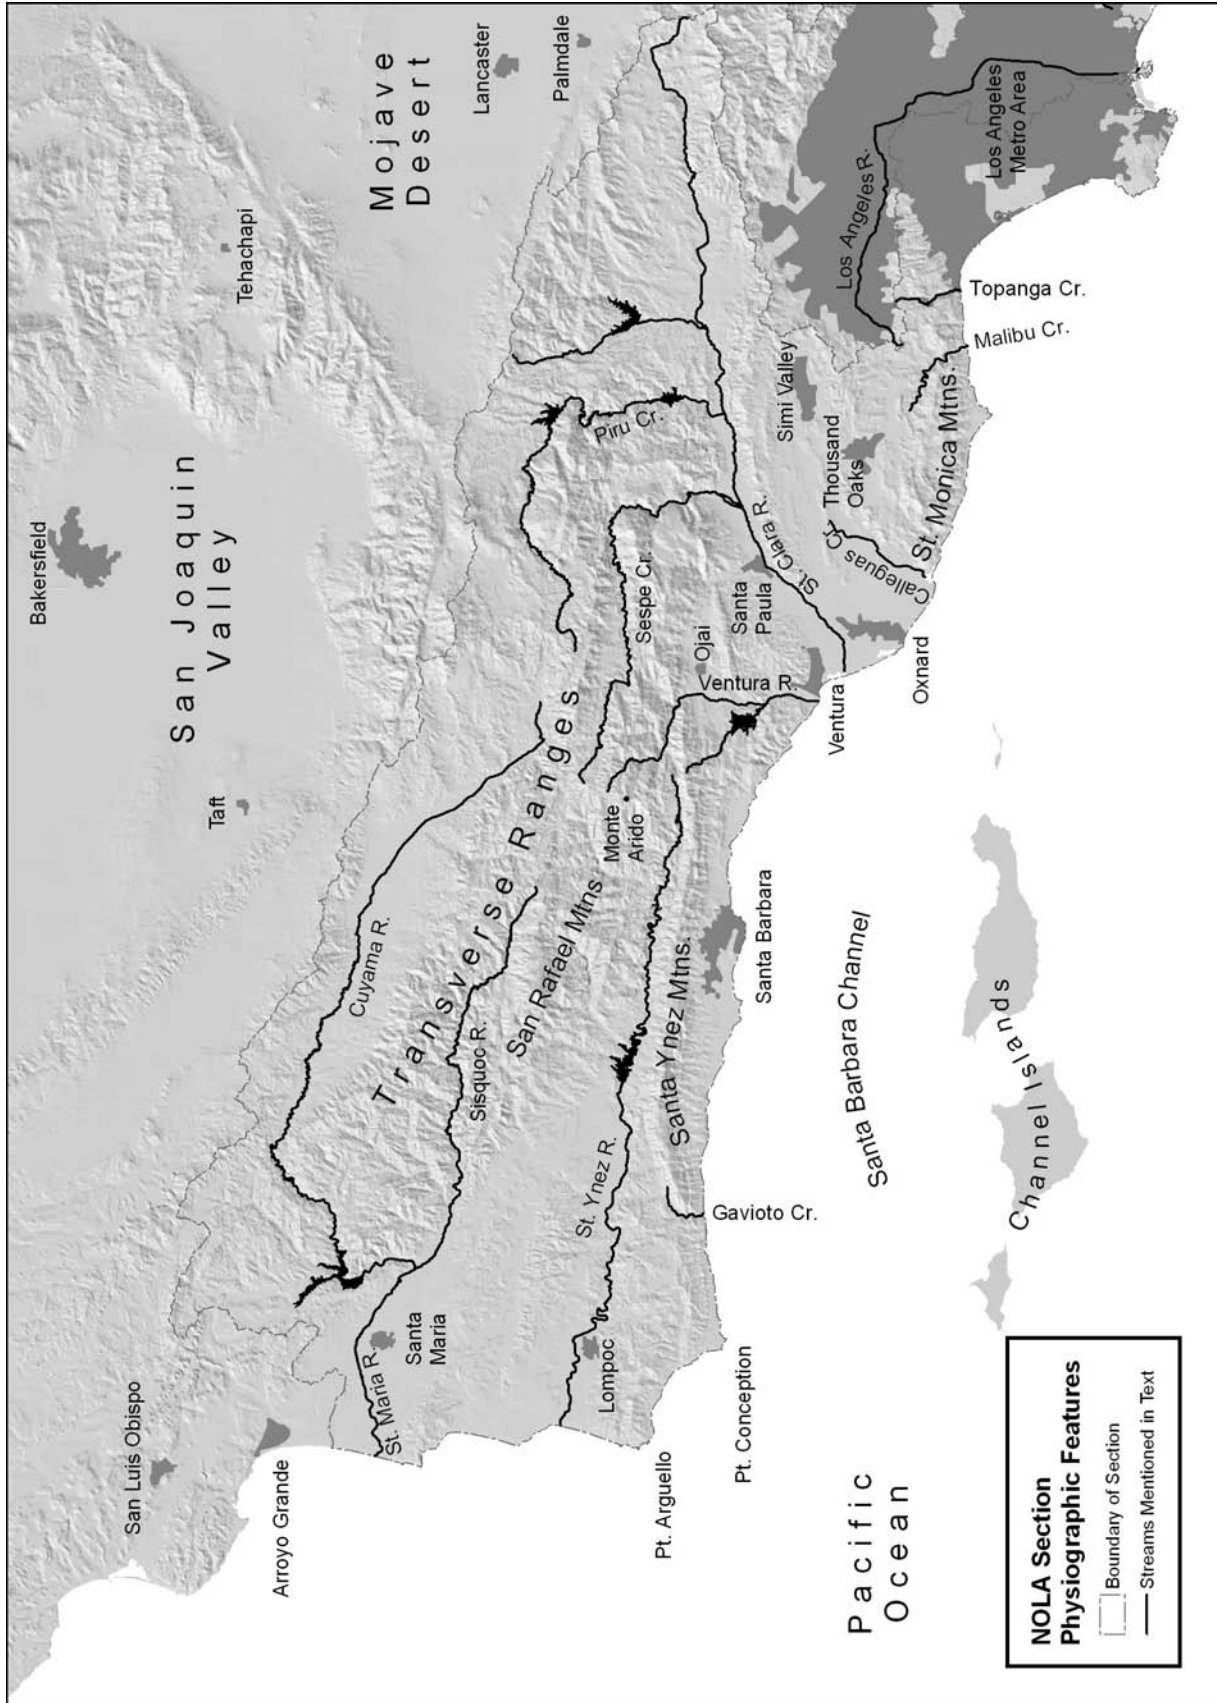 San Luis Obispo
Arroyo Grande
Bakersfield
Taft
San Joaquin
Valley
Tehachapi
Mojave
Desert
Lancaster
Palmdale
Cuyama R.
Transverse Ranges
Sisquoc R.
San Rafael Mtns.
St. Maria R.
Santa
Maria
Monte
Arido
Sespe Cr.
Piru Cr.
St. Ynez R.
Lompoc
Santa Ynez Mtns.
Gavioto Cr.
Santa Barbara
Ojai
Ventura R.
Santa
Paula
St. Clara R.
Ventura
Oxnard
Simi Valley
Thousand
Oaks
Calleguas Cr.
St. Monica Mtns.
Malibu Cr.
Topanga Cr.
Los Angeles R.
Los Angeles
Metro Area
Pt. Arguello
Pt. Conception
Santa Barbara Channel
Channel Islands
Pacific
Ocean
NOLA Section
Physiographic Features
Boundary of Section
Streams Mentioned in Text